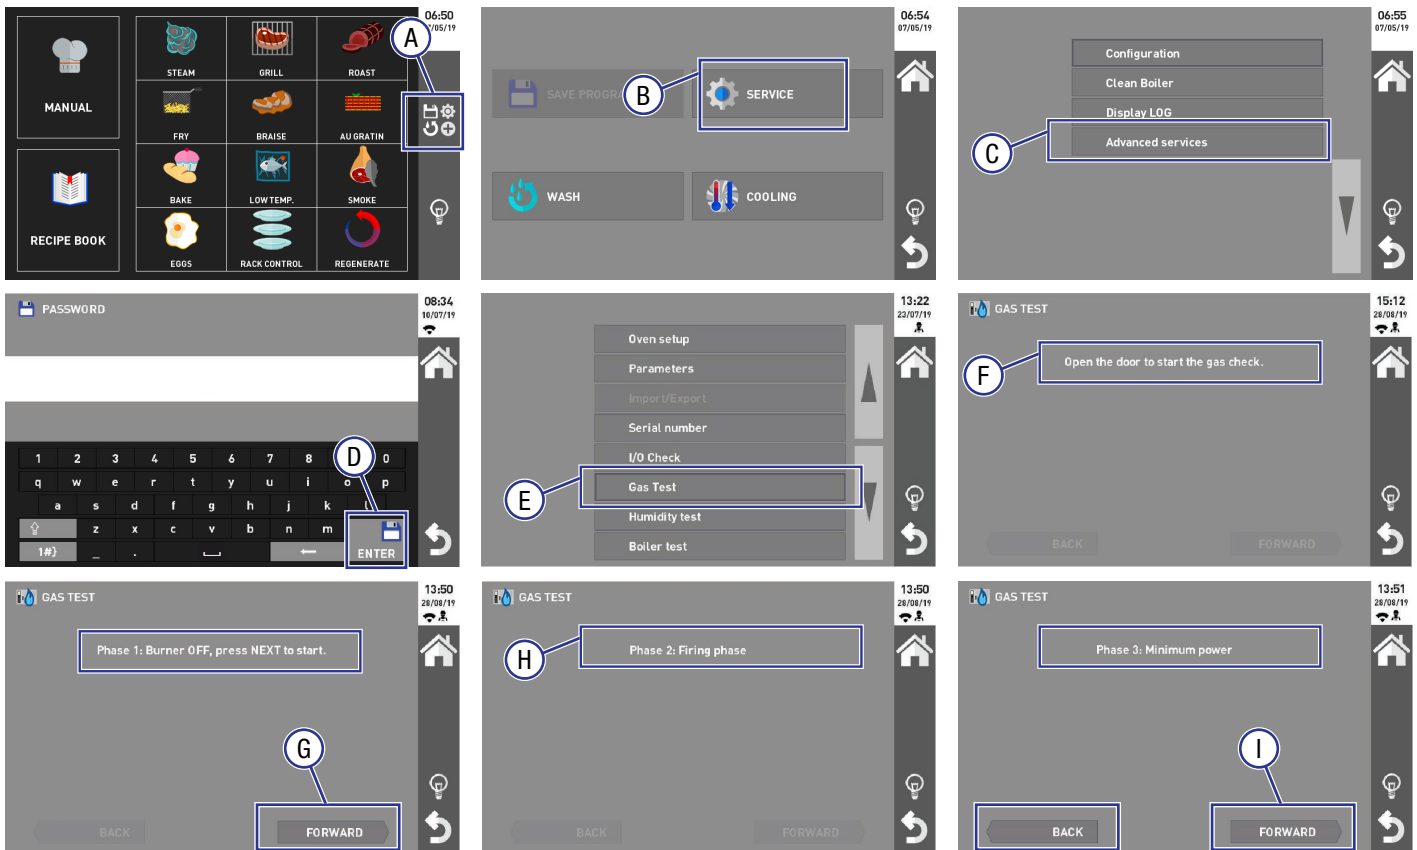 06:50
/05/19
A
MANUAL
STEAM
GRILL
ROAST
FRY
BRAISE
AU GRATIN
RECIPE BOOK
BAKE
LOW TEMP.
SMOKE
EGGS
RACK CONTROL
REGENERATE
06:54
07/05/19
SAVE PROGRA
B
SERVICE
WASH
COOLING
06:55
07/05/19
Configuration
Clean Boiler
Display LOG
C
Advanced services
PASSWORD
08:34
10/07/19
1 2 3 4 5 6 7 8 D 0
q w e r t y u i o p
a s d f g h j k l
z x c v b n m
1#} _ . ENTER
13:22
23/07/19
Oven setup
Parameters
Import/Export
Serial number
I/O Check
E
Gas Test
Humidity test
Boiler test
GAS TEST
15:12
28/08/19
F
Open the door to start the gas check.
BACK
FORWARD
GAS TEST
13:50
28/08/19
Phase 1: Burner OFF, press NEXT to start.
G
BACK
FORWARD
GAS TEST
13:50
28/08/19
H
Phase 2: Firing phase
BACK
FORWARD
GAS TEST
13:51
28/08/19
Phase 3: Minimum power
I
BACK
FORWARD